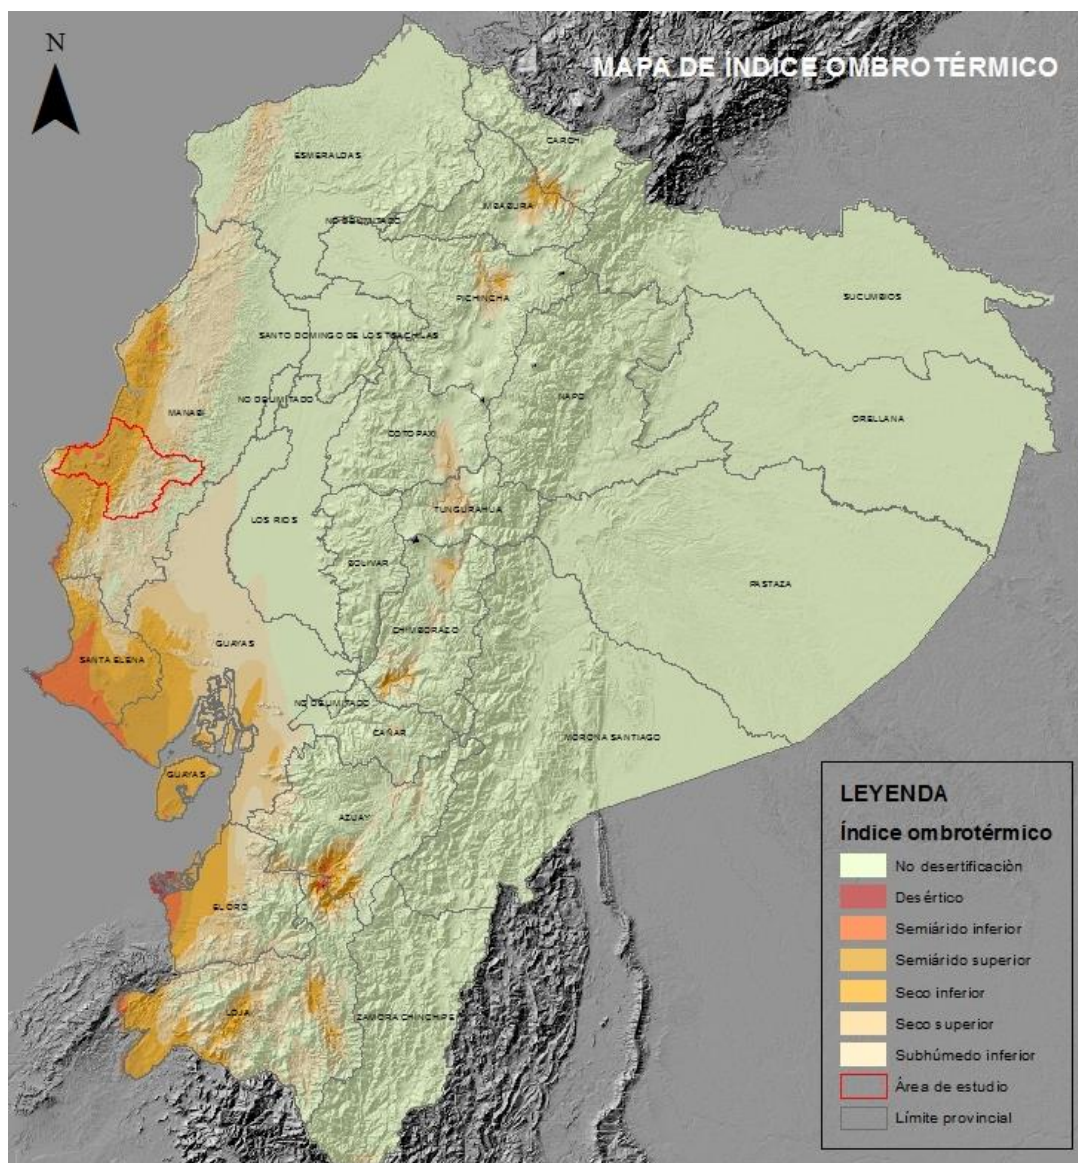 N
MAPA DE ÍNDICE OMBROTÉRMICO
CARCHI
ESMERALDAS
IMBABURA
NO DELIMITADO
PICHINCHA
SUCUMBIOS
SANTO DOMINGO DE LOS TSACHILAS
NAPO
NO DELIMITADO
MANABI
ORELLANA
COTOPAXI
TUNGURAHUA
LOS RIOS
BOLIVAR
PASTAZA
CHIMBORAZO
GUAYAS
SANTA ELENA
NO DELIMITADO
CAÑAR
MORONA SANTIAGO
GUAYAS
AZUAY
EL ORO
LOJA
ZAMORA CHINCHIPE
LEYENDA
Índice ombrotérmico
No desertificaciòn
Desértico
Semiárido inferior
Semiárido superior
Seco inferior
Seco superior
Subhúmedo inferior
Área de estudio
Límite provincial